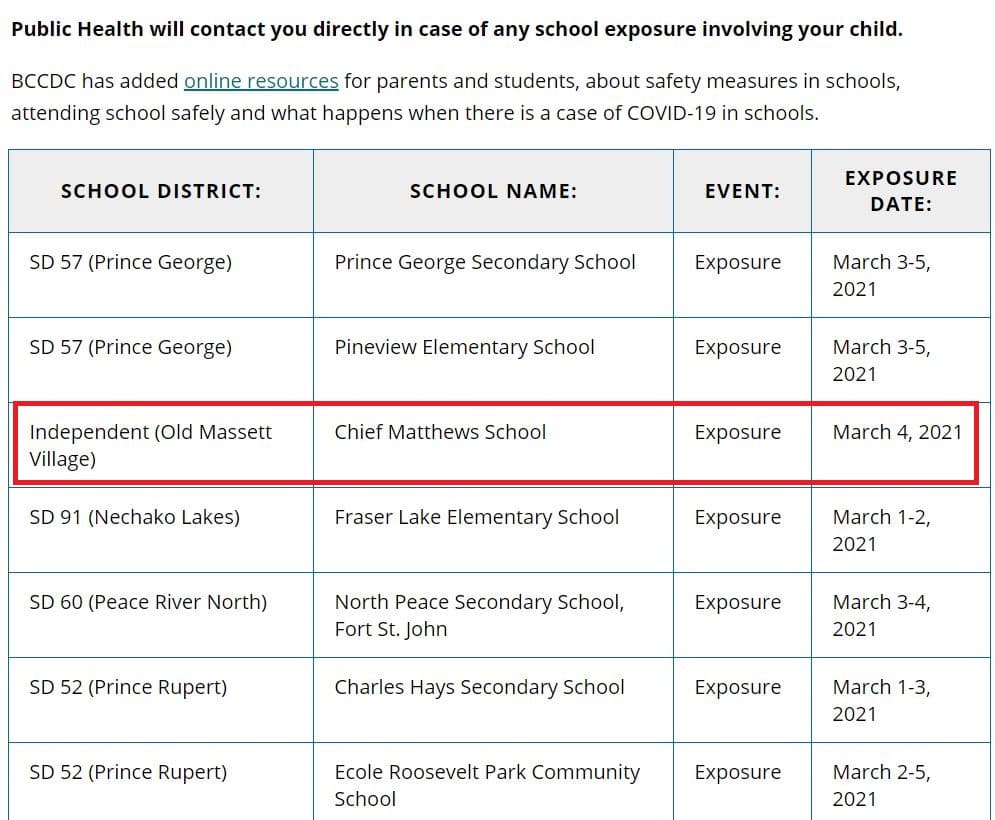 Public Health will contact you directly in case of any school exposure involving your child.
BCCDC has added online resources for parents and students, about safety measures in schools,
attending school safely and what happens when there is a case of COVID-19 in schools.
SCHOOL DISTRICT: SCHOOL NAME: EVENT: EXPOSURE
DATE:
SD 57 (Prince George) Prince George Secondary School Exposure March 3-5,
2021
SD 57 (Prince George) Pineview Elementary School Exposure March 3-5,
2021
Independent (Old Massett Chief Matthews School Exposure March 4, 2021
Village)
SD 91 (Nechako Lakes) Fraser Lake Elementary School Exposure March 1-2,
2021
SD 60 (Peace River North) North Peace Secondary School, Exposure March 3-4,
Fort St. John 2021
SD 52 (Prince Rupert) Charles Hays Secondary School Exposure March 1-3,
2021
SD 52 (Prince Rupert) Ecole Roosevelt Park Community Exposure March 2-5,
School 2021